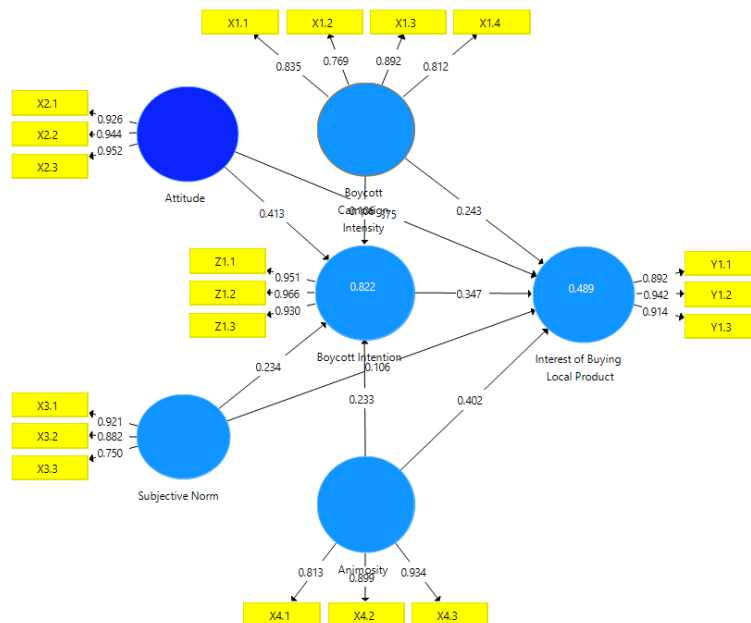 X1.1
X1.2
X1.3
X1.4
0.835
0.769
0.892
0.812
X2.1
X2.2
X2.3
0.926
0.944
0.952
Attitude
Boycott
Campaign
Intensity
0.413
0.243
Z1.1
Z1.2
Z1.3
0.951
0.966
0.930
0.822
Boycott Intention
0.347
0.489
Interest of Buying
Local Product
0.892
0.942
0.914
Y1.1
Y1.2
Y1.3
0.234
0.106
0.233
0.402
X3.1
X3.2
X3.3
0.921
0.882
0.750
Subjective Norm
Animosity
0.813
0.899
0.934
X4.1
X4.2
X4.3